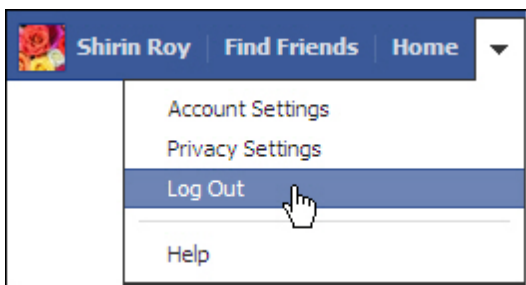 Shirin Roy Find Friends Home
Account Settings
Privacy Settings
Log Out
Help